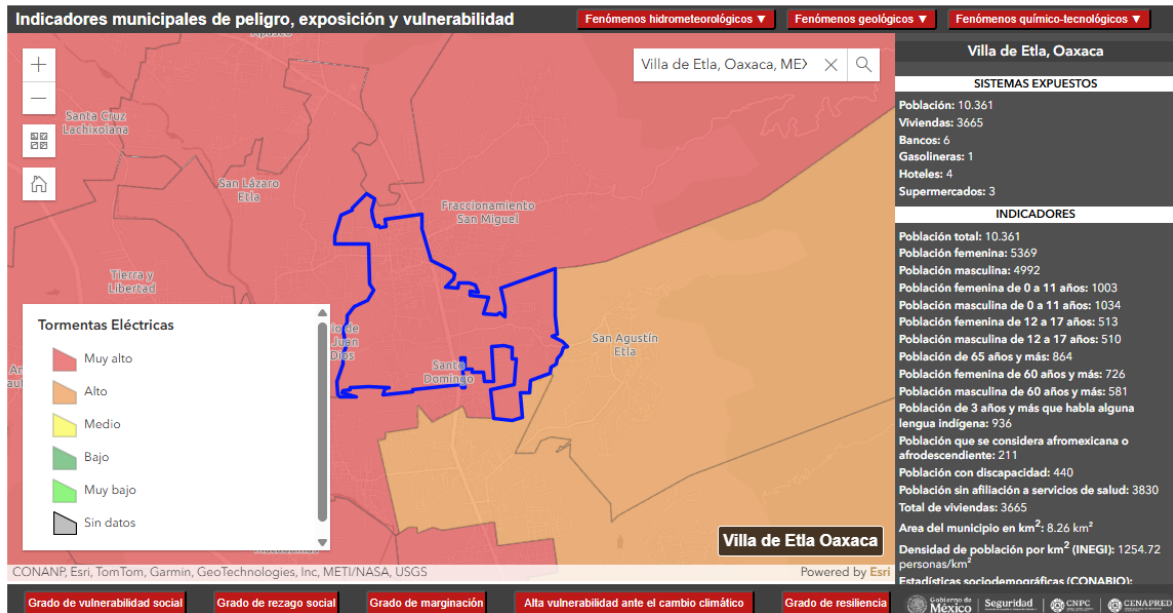 Indicadores municipales de peligro, exposición y vulnerabilidad
Fenómenos hidrometeorológicos ▼
Fenómenos geológicos ▼
Fenómenos químico-tecnológicos ▼
Villa de Etla, Oaxaca, MEX
Santa Cruz
Lachixolana
San Lázaro
Etla
Fraccionamiento
San Miguel
Tierra y
Libertad
San Agustín
Etla
Santo
Domingo
Juan
Dios
Tormentas Eléctricas
Muy alto
Alto
Medio
Bajo
Muy bajo
Sin datos
Villa de Etla Oaxaca
CONANP, Esri, TomTom, Garmin, GeoTechnologies, Inc, METI/NASA, USGS
Powered by Esri
Villa de Etla, Oaxaca
SISTEMAS EXPUESTOS
Población: 10.361
Viviendas: 3665
Bancos: 6
Gasolineras: 1
Hoteles: 4
Supermercados: 3
INDICADORES
Población total: 10.361
Población femenina: 5369
Población masculina: 4992
Población femenina de 0 a 11 años: 1003
Población masculina de 0 a 11 años: 1034
Población femenina de 12 a 17 años: 513
Población masculina de 12 a 17 años: 510
Población de 65 años y más: 864
Población femenina de 60 años y más: 726
Población masculina de 60 años y más: 581
Población de 3 años y más que habla alguna
lengua indígena: 936
Población que se considera afromexicana o
afrodescendiente: 211
Población con discapacidad: 440
Población sin afiliación a servicios de salud: 3830
Total de viviendas: 3665
Area del municipio en km²: 8.26 km²
Densidad de población por km² (INEGI): 1254.72
personas/km²
Estadísticas sociodemográficas (CONABIO):
Grado de vulnerabilidad social
Grado de rezago social
Grado de marginación
Alta vulnerabilidad ante el cambio climático
Grado de resiliencia
Gobierno de
México
Seguridad
CNPC
CENAPRED